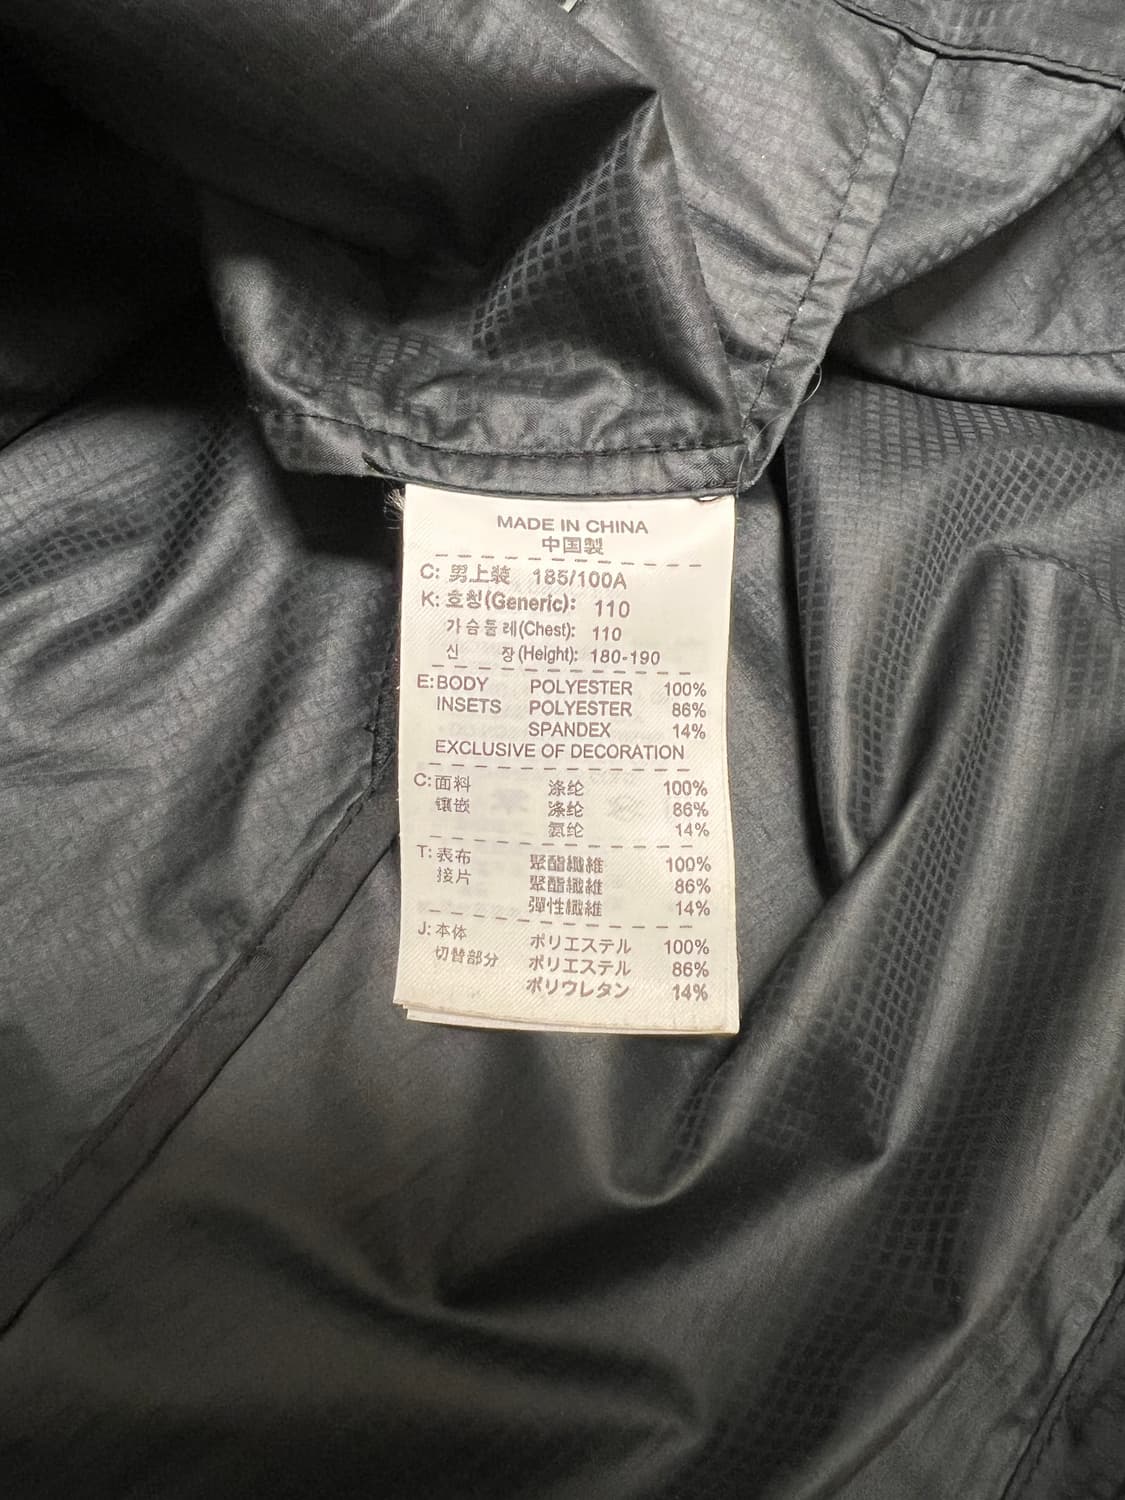 MADE IN CHINA
中国製
C: 男上装 185/100A
K: 호칭(Generic): 110
가슴둘레(Chest): 110
신 장(Height): 180-190
E: BODY POLYESTER 100%
INSETS POLYESTER 86%
SPANDEX 14%
EXCLUSIVE OF DECORATION
C: 面料 涤纶 100%
镶嵌 涤纶 86%
氨纶 14%
T: 表布 聚酯纖維 100%
接片 聚酯纖維 86%
彈性纖維 14%
J: 本体 ポリエステル 100%
切替部分 ポリエステル 86%
ポリウレタン 14%